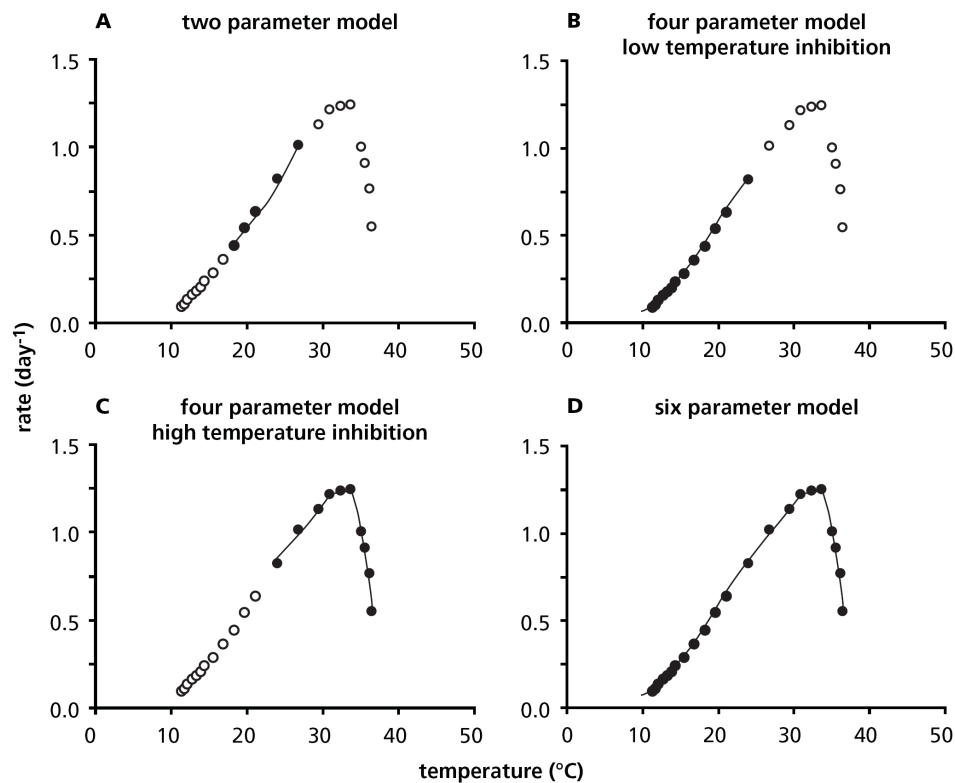 A two parameter model
B four parameter model
low temperature inhibition
1.5
1.0
0.5
0.0
0 10 20 30 40 50
1.5
1.0
0.5
0.0
0 10 20 30 40 50
rate (day-1)
C four parameter model
high temperature inhibition
D six parameter model
1.5
1.0
0.5
0.0
0 10 20 30 40 50
1.5
1.0
0.5
0.0
0 10 20 30 40 50
temperature (°C)